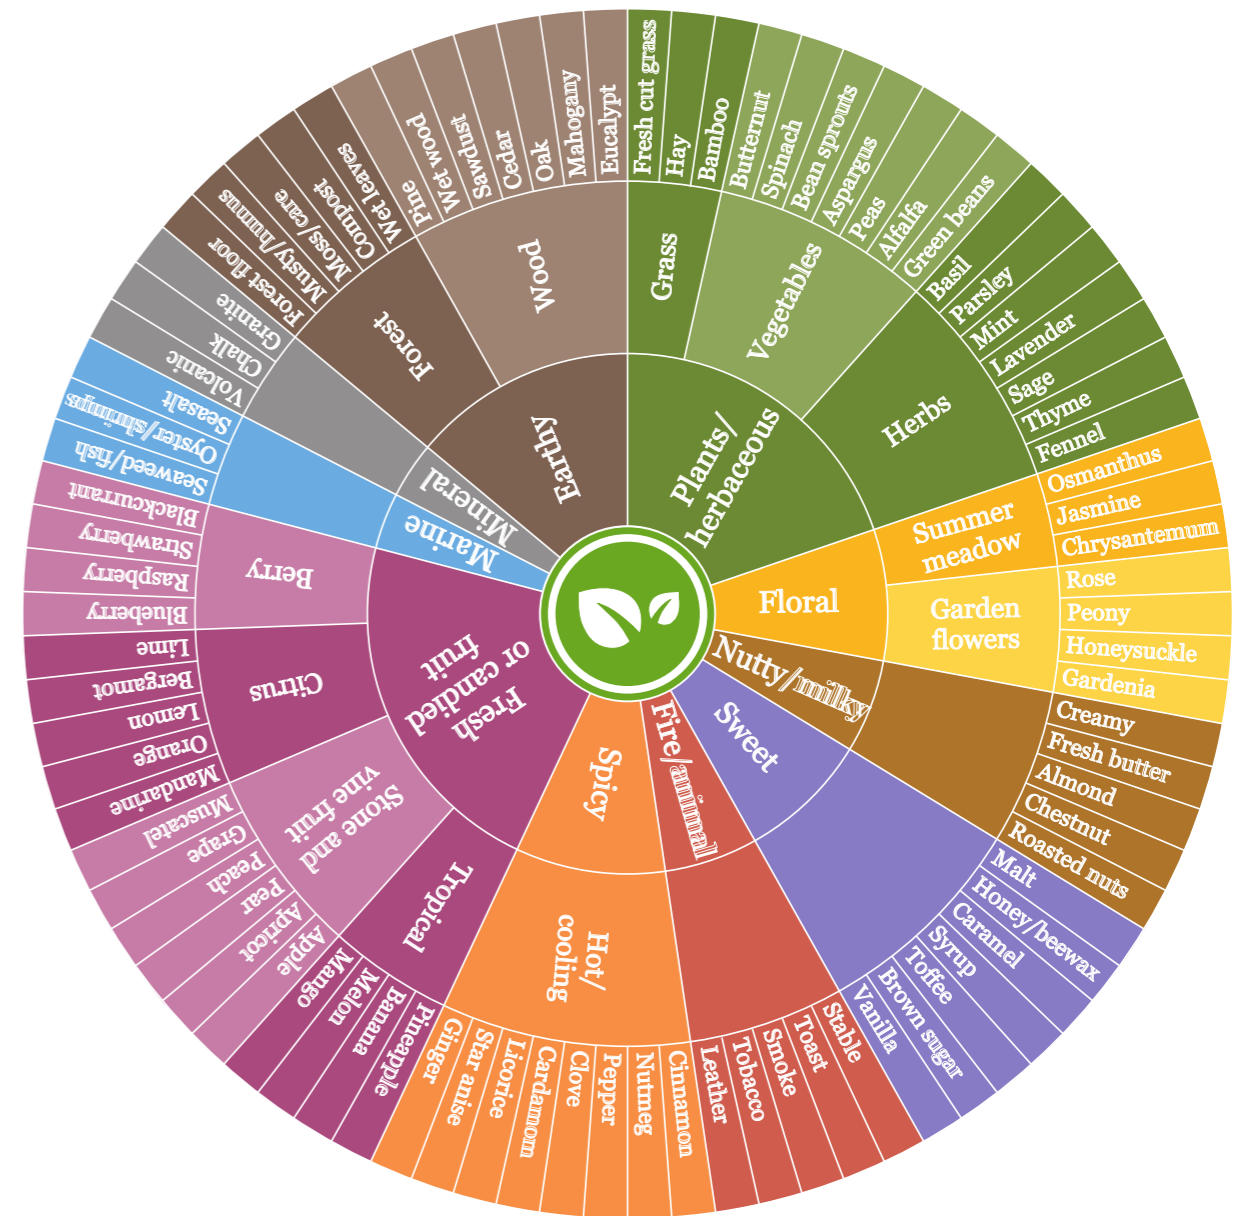 Plants/
herbaceous
Grass
Fresh cut grass
Hay
Bamboo
Vegetables
Butternut
Spinach
Bean sprouts
Aspargus
Peas
Alfalfa
Green beans
Herbs
Basil
Parsley
Mint
Lavender
Sage
Thyme
Fennel
Floral
Summer
meadow
Osmanthus
Jasmine
Chrysantemum
Garden
flowers
Rose
Peony
Honeysuckle
Gardenia
Nutty/milky
Creamy
Fresh butter
Almond
Chestnut
Roasted nuts
Sweet
Malt
Honey/beewax
Caramel
Syrup
Toffee
Brown sugar
Vanilla
Fire/animal
Stable
Toast
Smoke
Tobacco
Leather
Spicy
Hot/
cooling
Cinnamon
Nutmeg
Pepper
Clove
Cardamom
Licorice
Star anise
Ginger
Fresh
or candied
fruit
Tropical
Pineapple
Banana
Melon
Mango
Stone and
vine fruit
Apple
Apricot
Pear
Peach
Grape
Muscatel
Citrus
Mandarine
Orange
Lemon
Bergamot
Lime
Berry
Blueberry
Raspberry
Strawberry
Blackcurrant
Marine
Seaweed/fish
Oyster/shrimps
Seasalt
Mineral
Volcanic
Chalk
Granite
Earthy
Forest
Forest floor
Musty/humus
Moss/care
Compost
Wet leaves
Wood
Pine
Wet wood
Sawdust
Cedar
Oak
Mahogany
Eucalypt